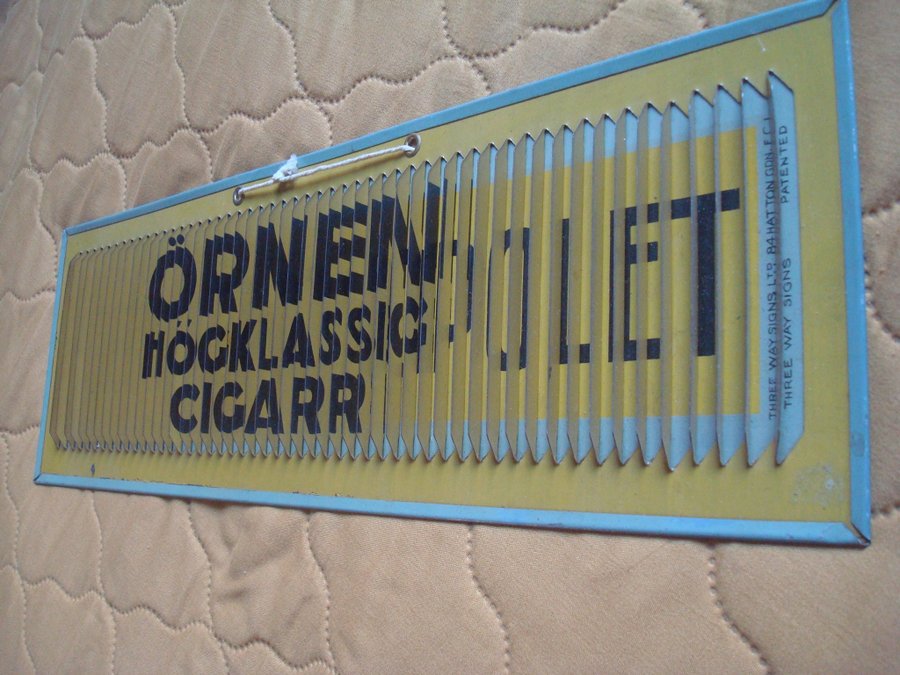 ÖRNEN
HÖGKLASSIG
CIGARR
OLET
THREE WAY SIGNS LTD. 84 HATTON GDN. E.C.1
THREE WAY SIGNS PATENTED